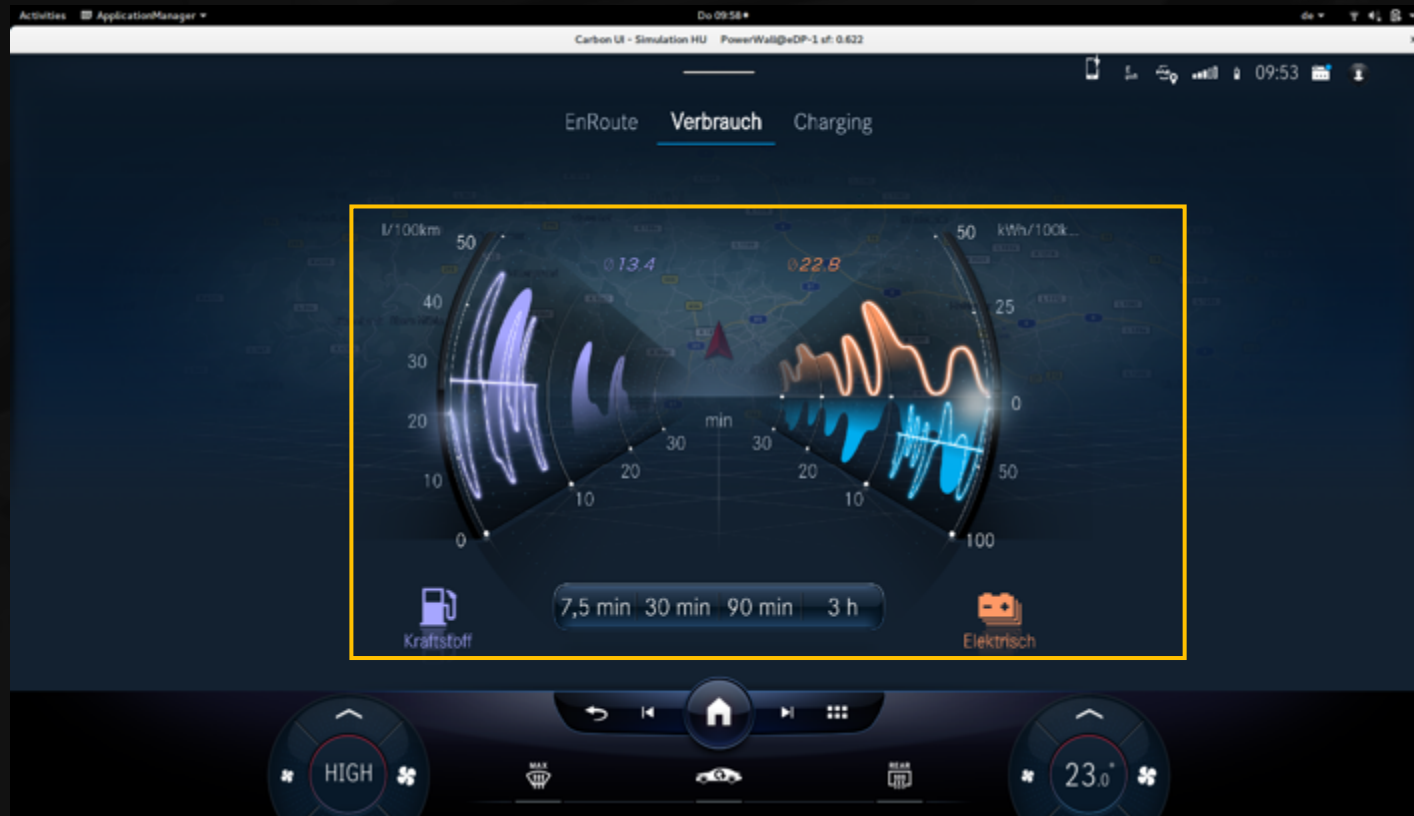 Activities ApplicationManager
Do 09:58
de
Carbon UI - Simulation HU PowerWall@eDP-1 sf: 0.622
09:53
EnRoute Verbrauch Charging
l/100km
50
40
30
20
10
0
Ø13.4
Ø22.8
50
kWh/100k...
25
0
50
100
min
30
20
10
30
20
10
7,5 min 30 min 90 min 3 h
Kraftstoff
Elektrisch
HIGH
MAX
REAR
23.0°